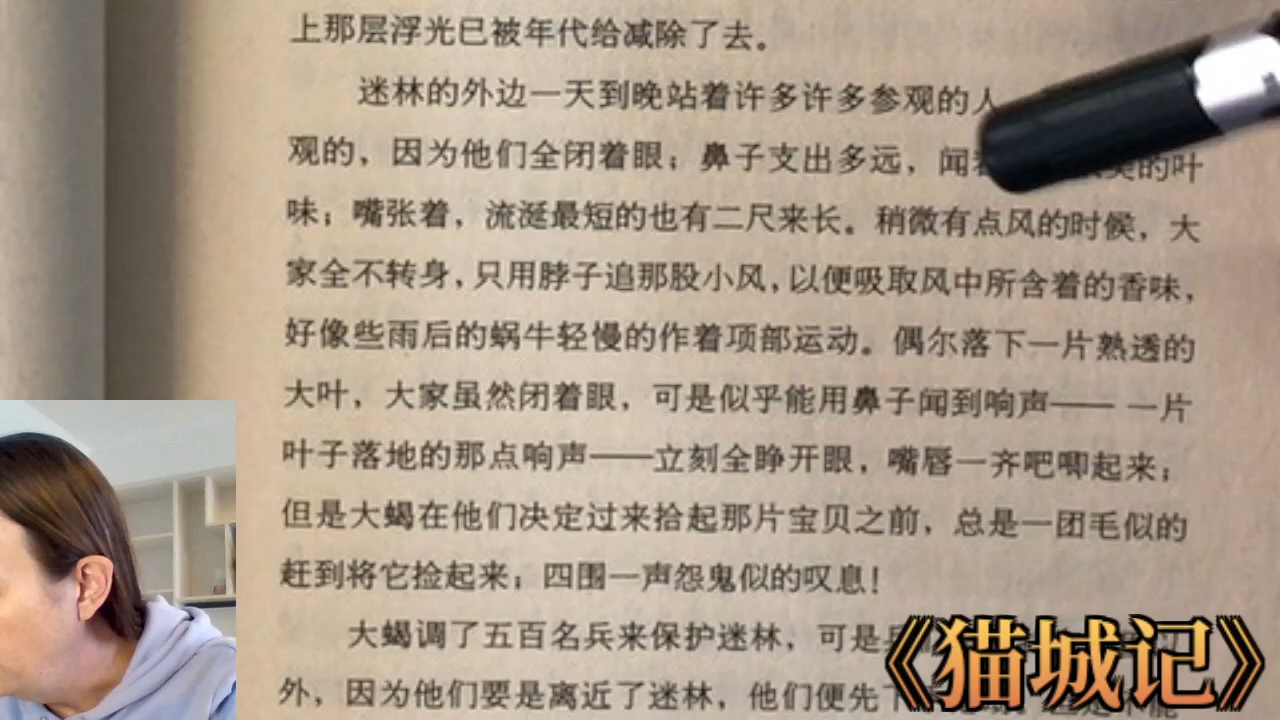 上那层浮光已被年代给减除了去。
迷林的外边一天到晚站着许多许多参观的人
观的，因为他们全闭着眼；鼻子支出多远，闻 的叶
味；嘴张着，流涎最短的也有二尺来长。稍微有点风的时候，大
家全不转身，只用脖子追那股小风，以便吸取风中所含着的香味，
好像些雨后的蜗牛轻慢的作着项部运动。偶尔落下一片熟透的
大叶，大家虽然闭着眼，可是似乎能用鼻子闻到响声—— 一片
叶子落地的那点响声——立刻全睁开眼，嘴唇一齐吧唧起来；
但是大蝎在他们决定过来拾起那片宝贝之前，总是一团毛似的
赶到将它捡起来；四围一声怨鬼似的叹息！
大蝎调了五百名兵来保护迷林，可是
外，因为他们要是离近了迷林，他们便先下
《猫城记》